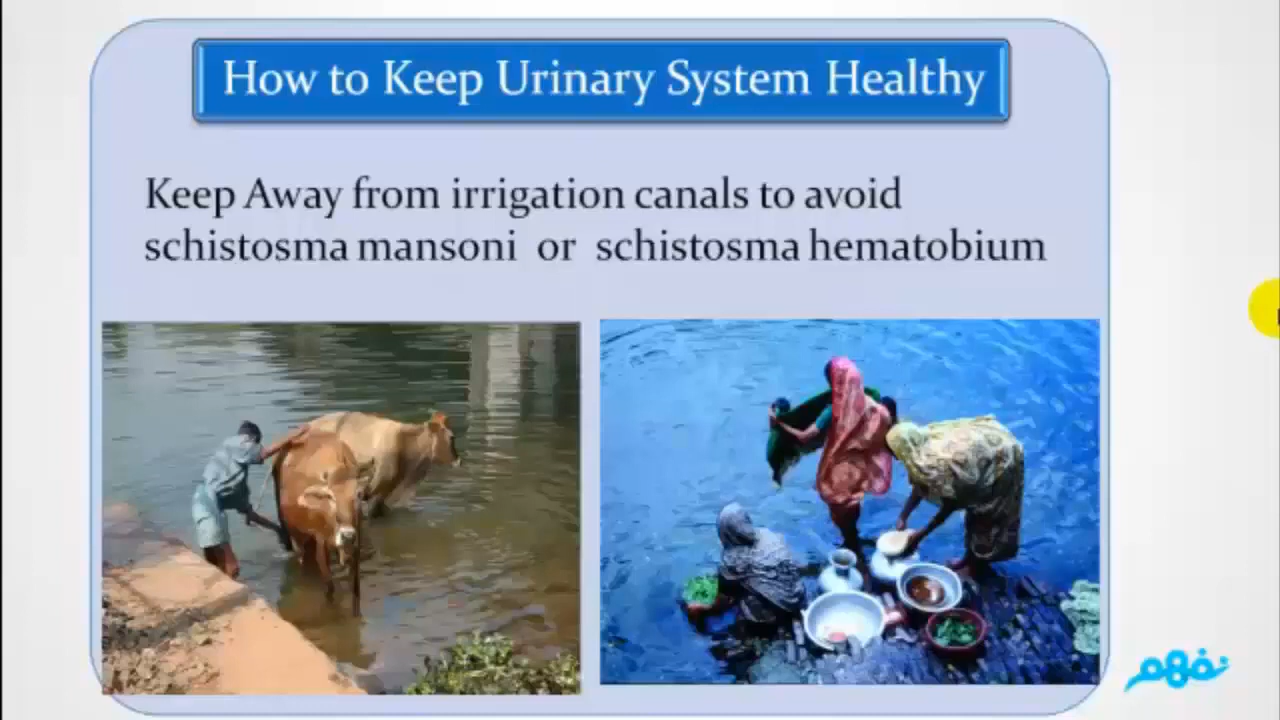 How to Keep Urinary System Healthy
Keep Away from irrigation canals to avoid
schistosma mansoni or schistosma hematobium
نفهم